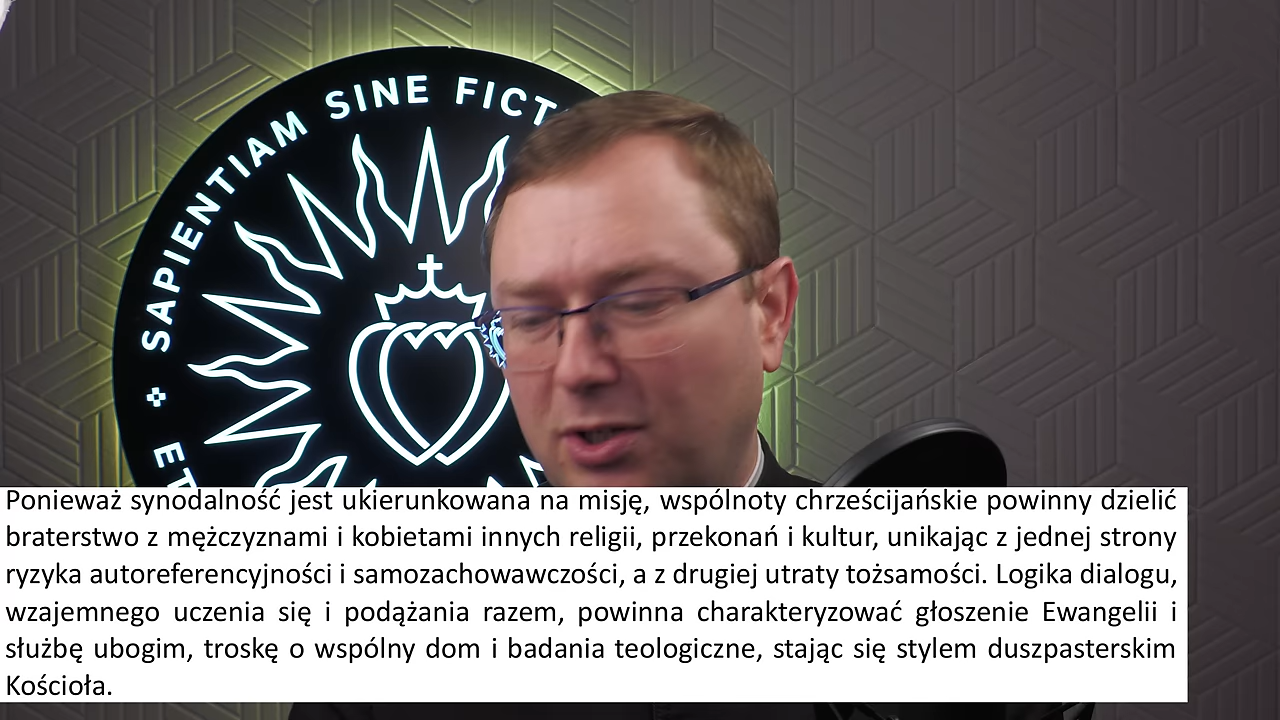 SAPIENTIAM SINE FICT
ET
Ponieważ synodalność jest ukierunkowana na misję, wspólnoty chrześcijańskie powinny dzielić
braterstwo z mężczyznami i kobietami innych religii, przekonań i kultur, unikając z jednej strony
ryzyka autoreferencyjności i samozachowawczości, a z drugiej utraty tożsamości. Logika dialogu,
wzajemnego uczenia się i podążania razem, powinna charakteryzować głoszenie Ewangelii i
służbę ubogim, troskę o wspólny dom i badania teologiczne, stając się stylem duszpasterskim
Kościoła.